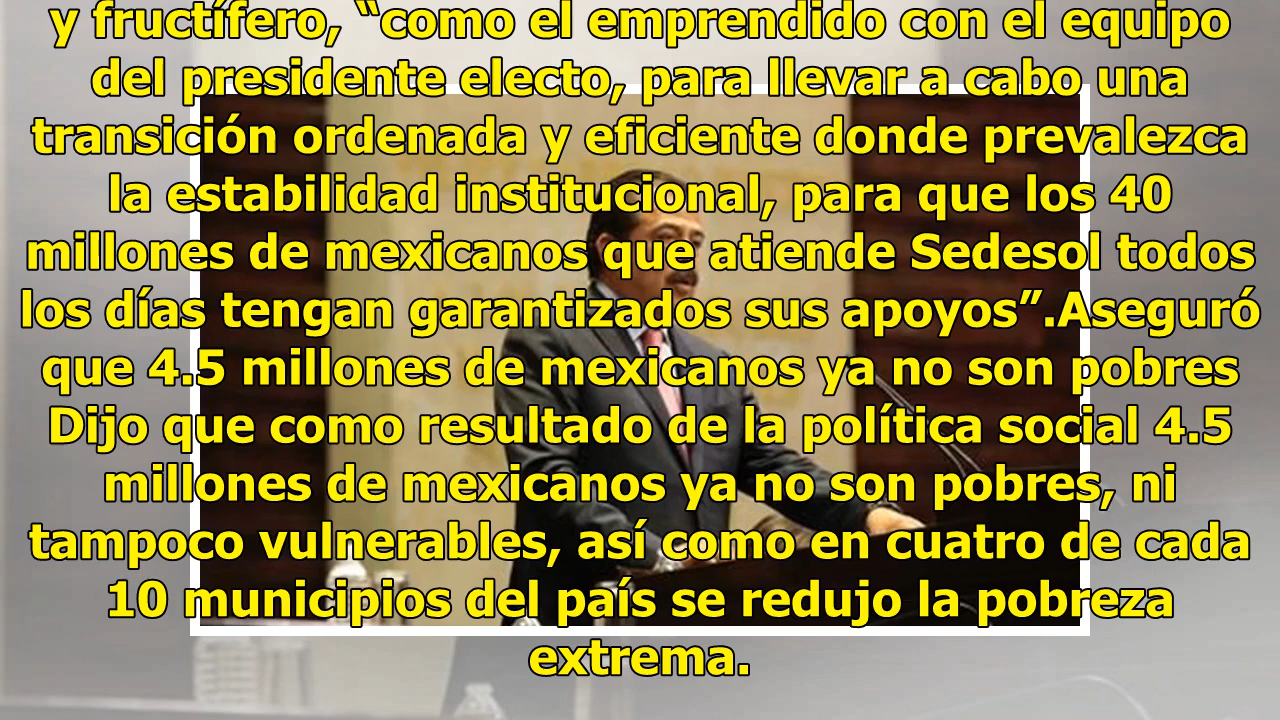 y fructífero, “como el emprendido con el equipo
del presidente electo, para llevar a cabo una
transición ordenada y eficiente donde prevalezca
la estabilidad institucional, para que los 40
millones de mexicanos que atiende Sedesol todos
los días tengan garantizados sus apoyos”.Aseguró
que 4.5 millones de mexicanos ya no son pobres
Dijo que como resultado de la política social 4.5
millones de mexicanos ya no son pobres, ni
tampoco vulnerables, así como en cuatro de cada
10 municipios del país se redujo la pobreza
extrema.